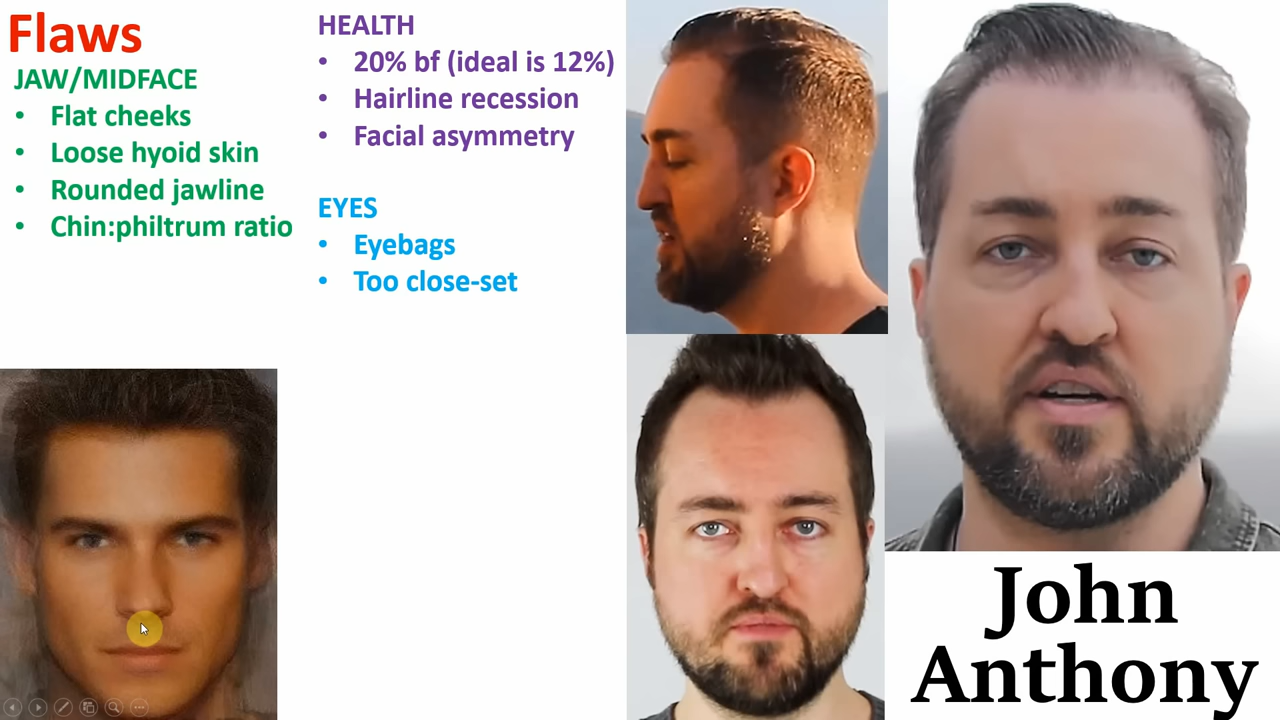 Flaws
JAW/MIDFACE
• Flat cheeks
• Loose hyoid skin
• Rounded jawline
• Chin:philtrum ratio
HEALTH
• 20% bf (ideal is 12%)
• Hairline recession
• Facial asymmetry
EYES
• Eyebags
• Too close-set
John
Anthony